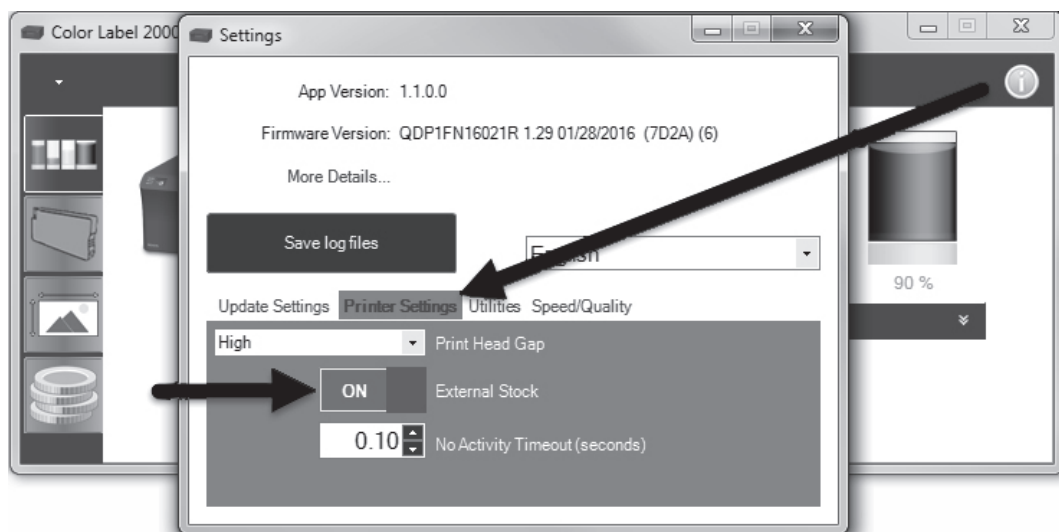 Color Label 2000
Settings
App Version: 1.1.0.0
Firmware Version: QDP1FN16021R 1.29 01/28/2016 (7D2A) (6)
More Details...
Save log files
English
90 %
Update Settings Printer Settings Utilities Speed/Quality
High Print Head Gap
ON External Stock
0.10 No Activity Timeout (seconds)